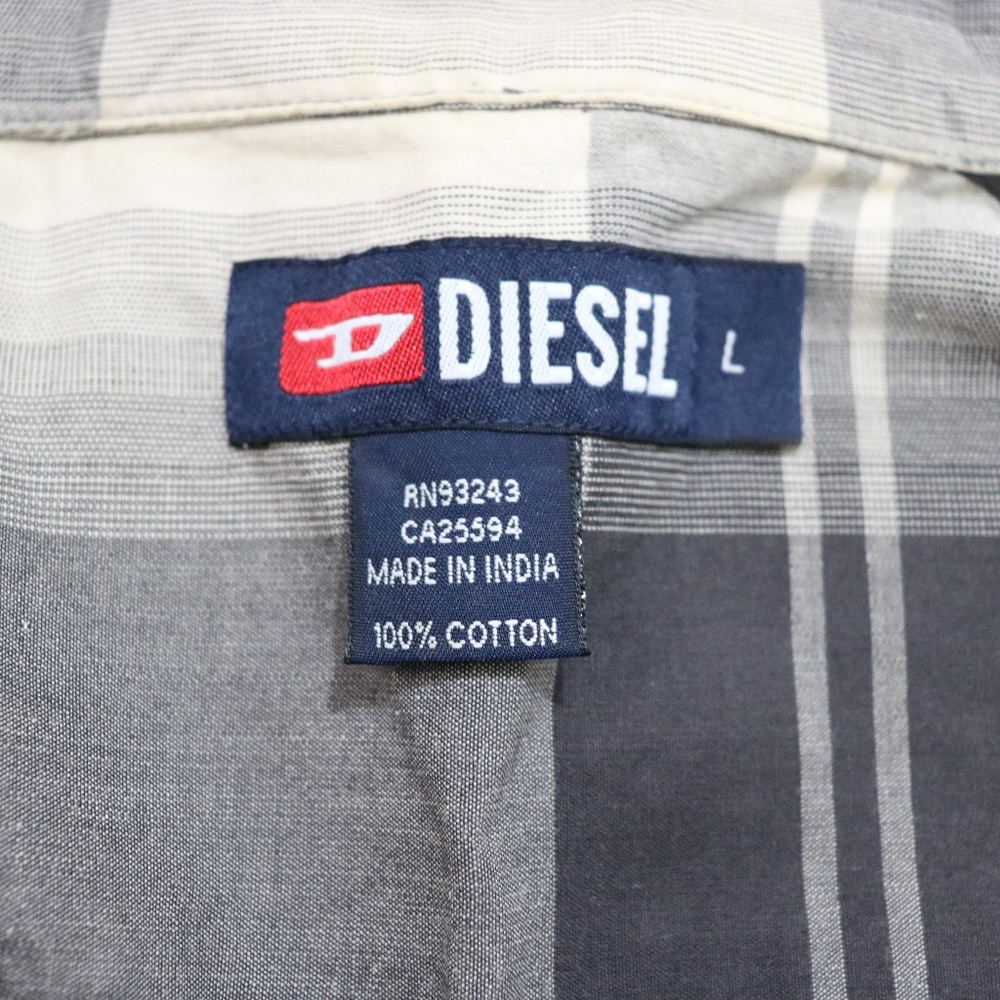 D DIESEL L
RN93243
CA25594
MADE IN INDIA
100% COTTON